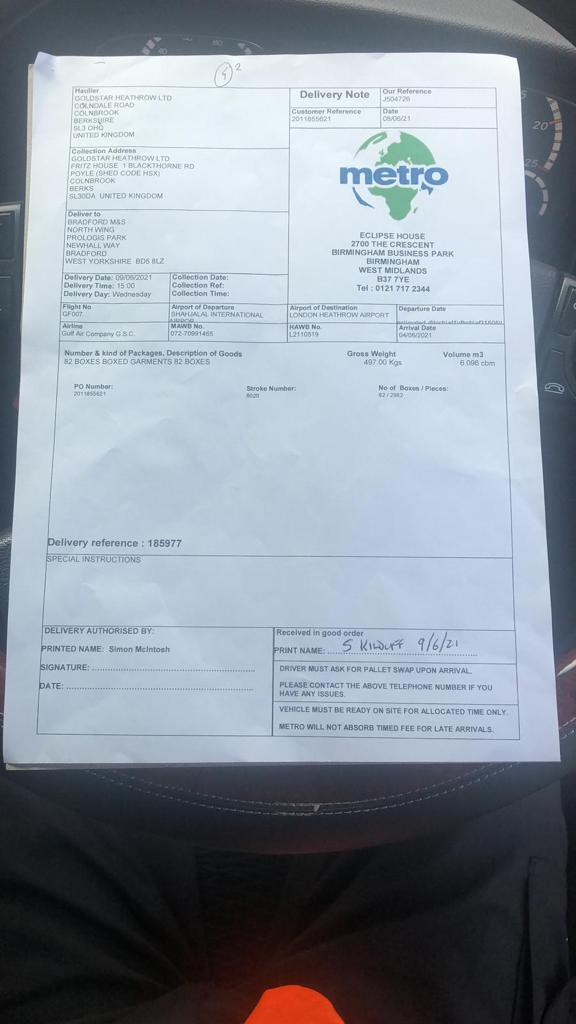 4 2
Haulier
GOLDSTAR HEATHROW LTD
COLNDALE ROAD
COLNBROOK
BERKSHIRE
SL3 0HQ
UNITED KINGDOM
Delivery Note
Our Reference
J504726
Customer Reference
2011855621
Date
08/06/21
Collection Address
GOLDSTAR HEATHROW LTD
FRITZ HOUSE 1 BLACKTHORNE RD
POYLE (SHED CODE HSX)
COLNBROOK
BERKS
SL30DA UNITED KINGDOM
metro
ECLIPSE HOUSE
2700 THE CRESCENT
BIRMINGHAM BUSINESS PARK
BIRMINGHAM
WEST MIDLANDS
B37 7YE
Tel : 0121 717 2344
Deliver to
BRADFORD M&S
NORTH WING
PROLOGIS PARK
NEWHALL WAY
BRADFORD
WEST YORKSHIRE BD5 8LZ
Delivery Date: 09/06/2021
Delivery Time: 15:00
Delivery Day: Wednesday
Collection Date:
Collection Ref:
Collection Time:
Flight No
GF007
Airport of Departure
SHAHJALAL INTERNATIONAL
AIRPOR
Airport of Destination
LONDON HEATHROW AIRPORT
Departure Date
Airline
Gulf Air Company G.S.C.
MAWB No.
072-70991465
HAWB No.
L2110519
Arrival Date
04/06/2021
Number & kind of Packages, Description of Goods
82 BOXES BOXED GARMENTS 82 BOXES
Gross Weight
497.00 Kgs
Volume m3
6.096 cbm
PO Number:
2011855621
Stroke Number:
6020
No of Boxes / Pieces:
82 / 2982
Delivery reference : 185977
SPECIAL INSTRUCTIONS
DELIVERY AUTHORISED BY:
PRINTED NAME: Simon McIntosh
SIGNATURE:
DATE:
Received in good order
PRINT NAME: S KILDUFF 9/6/21
DRIVER MUST ASK FOR PALLET SWAP UPON ARRIVAL.
PLEASE CONTACT THE ABOVE TELEPHONE NUMBER IF YOU
HAVE ANY ISSUES.
VEHICLE MUST BE READY ON SITE FOR ALLOCATED TIME ONLY.
METRO WILL NOT ABSORB TIMED FEE FOR LATE ARRIVALS.
5
20
25